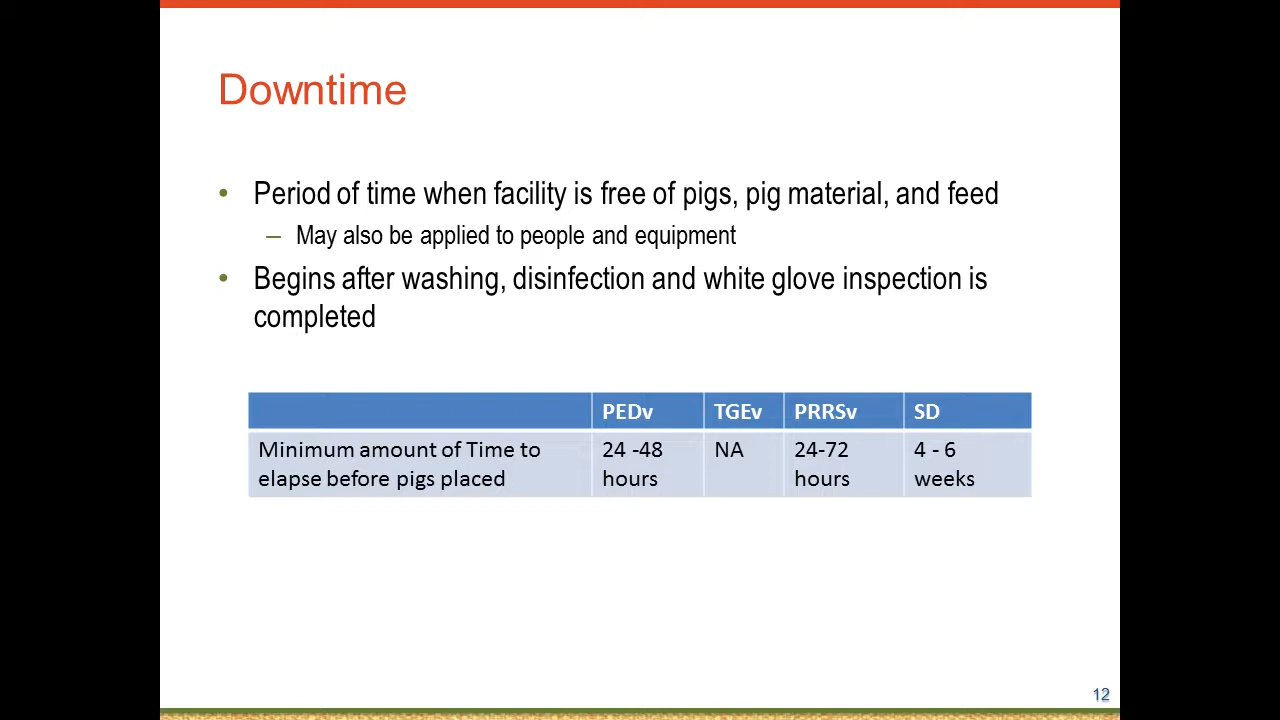 Downtime
• Period of time when facility is free of pigs, pig material, and feed
– May also be applied to people and equipment
• Begins after washing, disinfection and white glove inspection is
completed
PEDv TGEv PRRSv SD
Minimum amount of Time to 24 -48 NA 24-72 4 - 6
elapse before pigs placed hours hours weeks
12